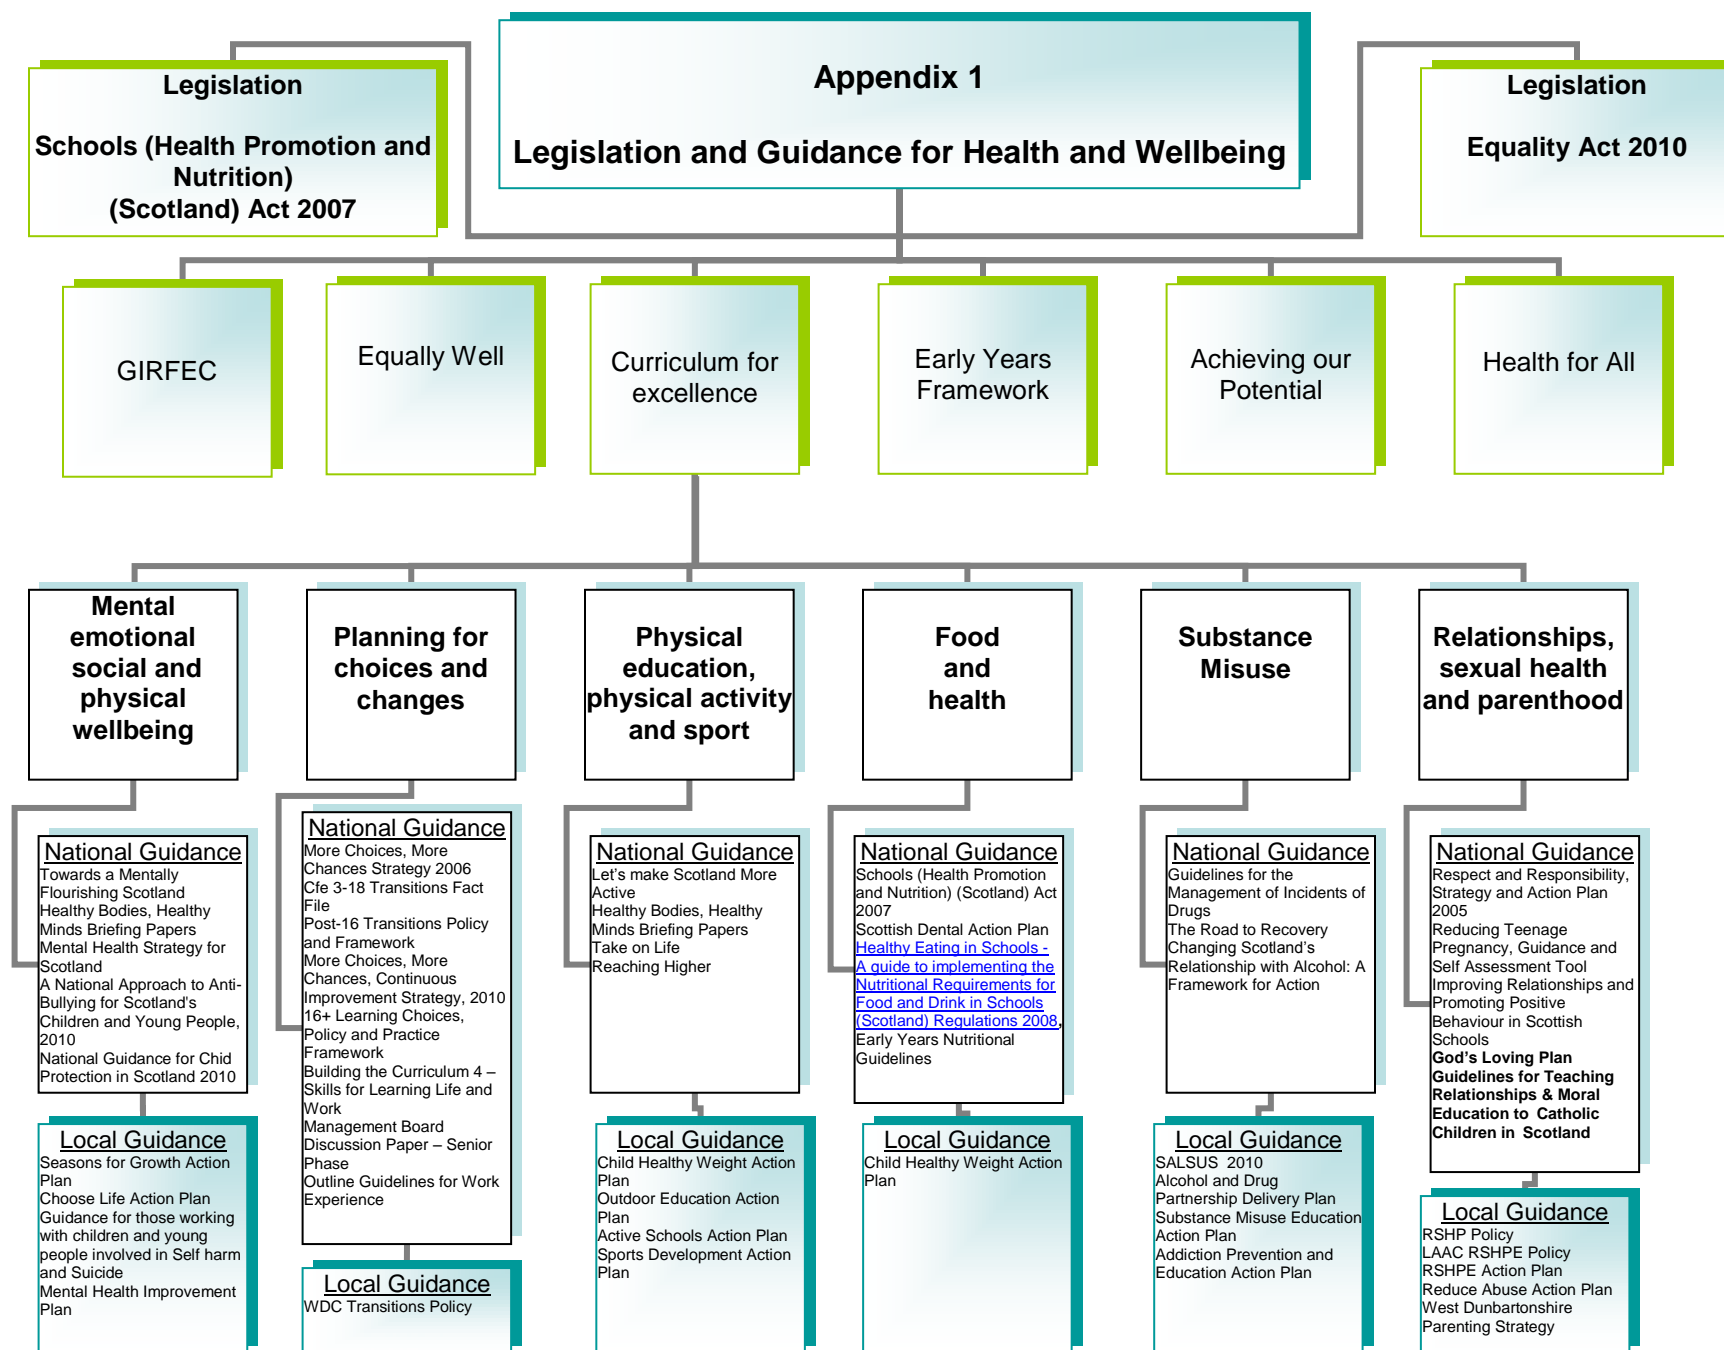 Appendix 1
Legislation and Guidance for Health and Wellbeing
Legislation
Schools (Health Promotion and
Nutrition)
(Scotland) Act 2007
Legislation
Equality Act 2010
GIRFEC
Equally Well
Curriculum for
excellence
Early Years
Framework
Achieving our
Potential
Health for All
Mental
emotional
social and
physical
wellbeing
Planning for
choices and
changes
Physical
education,
physical activity
and sport
Food
and
health
Substance
Misuse
Relationships,
sexual health
and parenthood
National Guidance
Towards a Mentally
Flourishing Scotland
Healthy Bodies, Healthy
Minds Briefing Papers
Mental Health Strategy for
Scotland
A National Approach to Anti-
Bullying for Scotland's
Children and Young People,
2010
National Guidance for Chid
Protection in Scotland 2010
National Guidance
More Choices, More
Chances Strategy 2006
Cfe 3-18 Transitions Fact
File
Post-16 Transitions Policy
and Framework
More Choices, More
Chances, Continuous
Improvement Strategy, 2010
16+ Learning Choices,
Policy and Practice
Framework
Building the Curriculum 4 –
Skills for Learning Life and
Work
Management Board
Discussion Paper – Senior
Phase
Outline Guidelines for Work
Experience
National Guidance
Let's make Scotland More
Active
Healthy Bodies, Healthy
Minds Briefing Papers
Take on Life
Reaching Higher
National Guidance
Schools (Health Promotion
and Nutrition) (Scotland) Act
2007
Scottish Dental Action Plan
Healthy Eating in Schools -
A guide to implementing the
Nutritional Requirements for
Food and Drink in Schools
(Scotland) Regulations 2008,
Early Years Nutritional
Guidelines
National Guidance
Guidelines for the
Management of Incidents of
Drugs
The Road to Recovery
Changing Scotland's
Relationship with Alcohol: A
Framework for Action
National Guidance
Respect and Responsibility,
Strategy and Action Plan
2005
Reducing Teenage
Pregnancy, Guidance and
Self Assessment Tool
Improving Relationships and
Promoting Positive
Behaviour in Scottish
Schools
God's Loving Plan
Guidelines for Teaching
Relationships & Moral
Education to Catholic
Children in Scotland
Local Guidance
Seasons for Growth Action
Plan
Choose Life Action Plan
Guidance for those working
with children and young
people involved in Self harm
and Suicide
Mental Health Improvement
Plan
Local Guidance
WDC Transitions Policy
Local Guidance
Child Healthy Weight Action
Plan
Outdoor Education Action
Plan
Active Schools Action Plan
Sports Development Action
Plan
Local Guidance
Child Healthy Weight Action
Plan
Local Guidance
SALSUS 2010
Alcohol and Drug
Partnership Delivery Plan
Substance Misuse Education
Action Plan
Addiction Prevention and
Education Action Plan
Local Guidance
RSHP Policy
LAAC RSHPE Policy
RSHPE Action Plan
Reduce Abuse Action Plan
West Dunbartonshire
Parenting Strategy